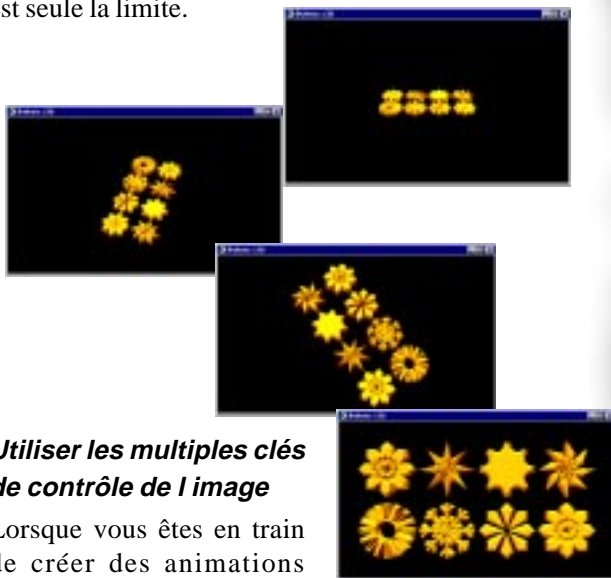 est seule la limite.
Utiliser les multiples clés
de contrôle de l image
Lorsque vous êtes en train
de créer des animations